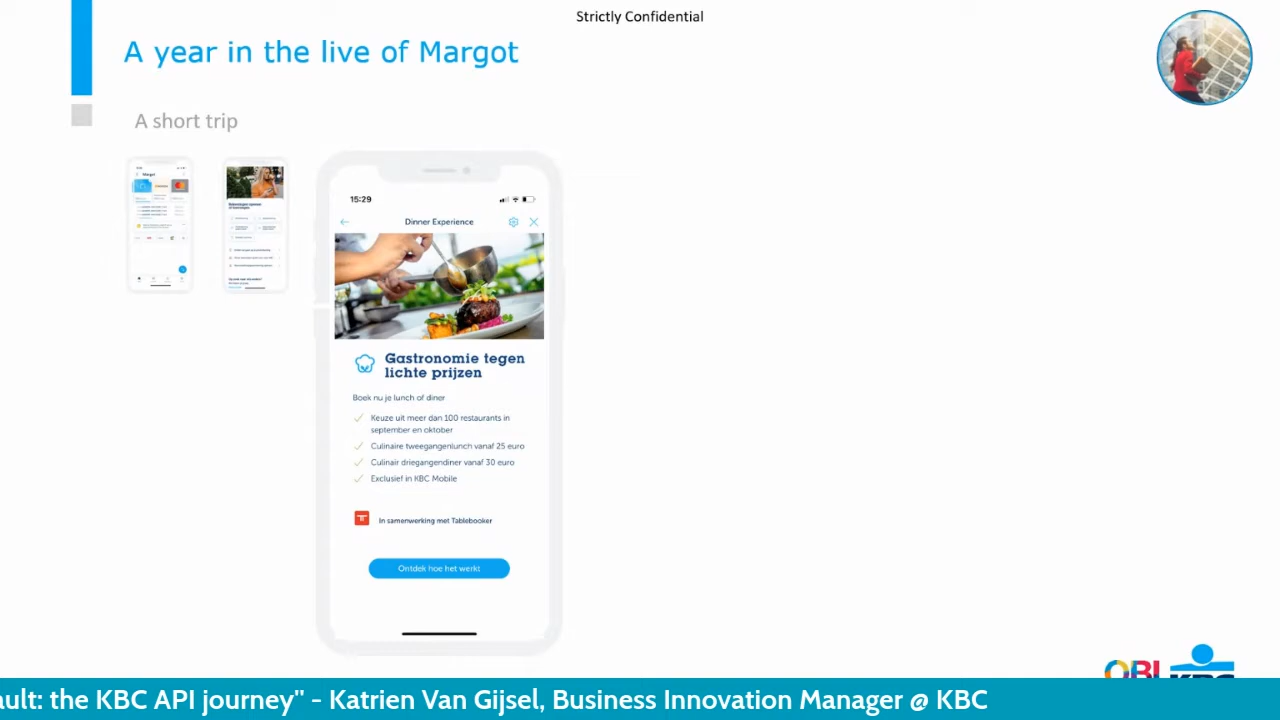 Strictly Confidential
A year in the live of Margot
A short trip
Margot
15:29
Dinner Experience
Gastronomie tegen
lichte prijzen
Boek nu je lunch of diner
Keuze uit meer dan 100 restaurants in
september en oktober
Culinaire tweegangenlunch vanaf 25 euro
Culinair driegangendiner vanaf 30 euro
Exclusief in KBC Mobile
In samenwerking met Tablebooker
Ontdek hoe het werkt
KBC
ault: the KBC API journey" - Katrien Van Gijsel, Business Innovation Manager @ KBC